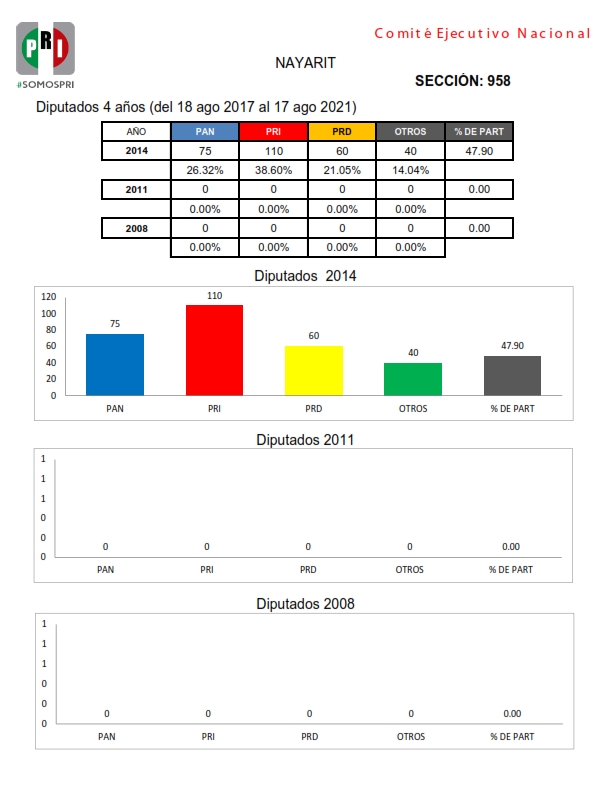 Comité Ejecutivo Nacional
PRI
#SOMOSPRI
NAYARIT
SECCIÓN: 958
Diputados 4 años (del 18 ago 2017 al 17 ago 2021)
AÑO PAN PRI PRD OTROS % DE PART
2014 75 110 60 40 47.90
26.32% 38.60% 21.05% 14.04%
2011 0 0 0 0 0.00
0.00% 0.00% 0.00% 0.00%
2008 0 0 0 0 0.00
0.00% 0.00% 0.00% 0.00%
Diputados 2014
120
100
80
60
40
20
0
75 110 60 40 47.90
PAN PRI PRD OTROS % DE PART
Diputados 2011
1
1
1
0
0
0
0 0 0 0 0.00
PAN PRI PRD OTROS % DE PART
Diputados 2008
1
1
1
0
0
0
0 0 0 0 0.00
PAN PRI PRD OTROS % DE PART